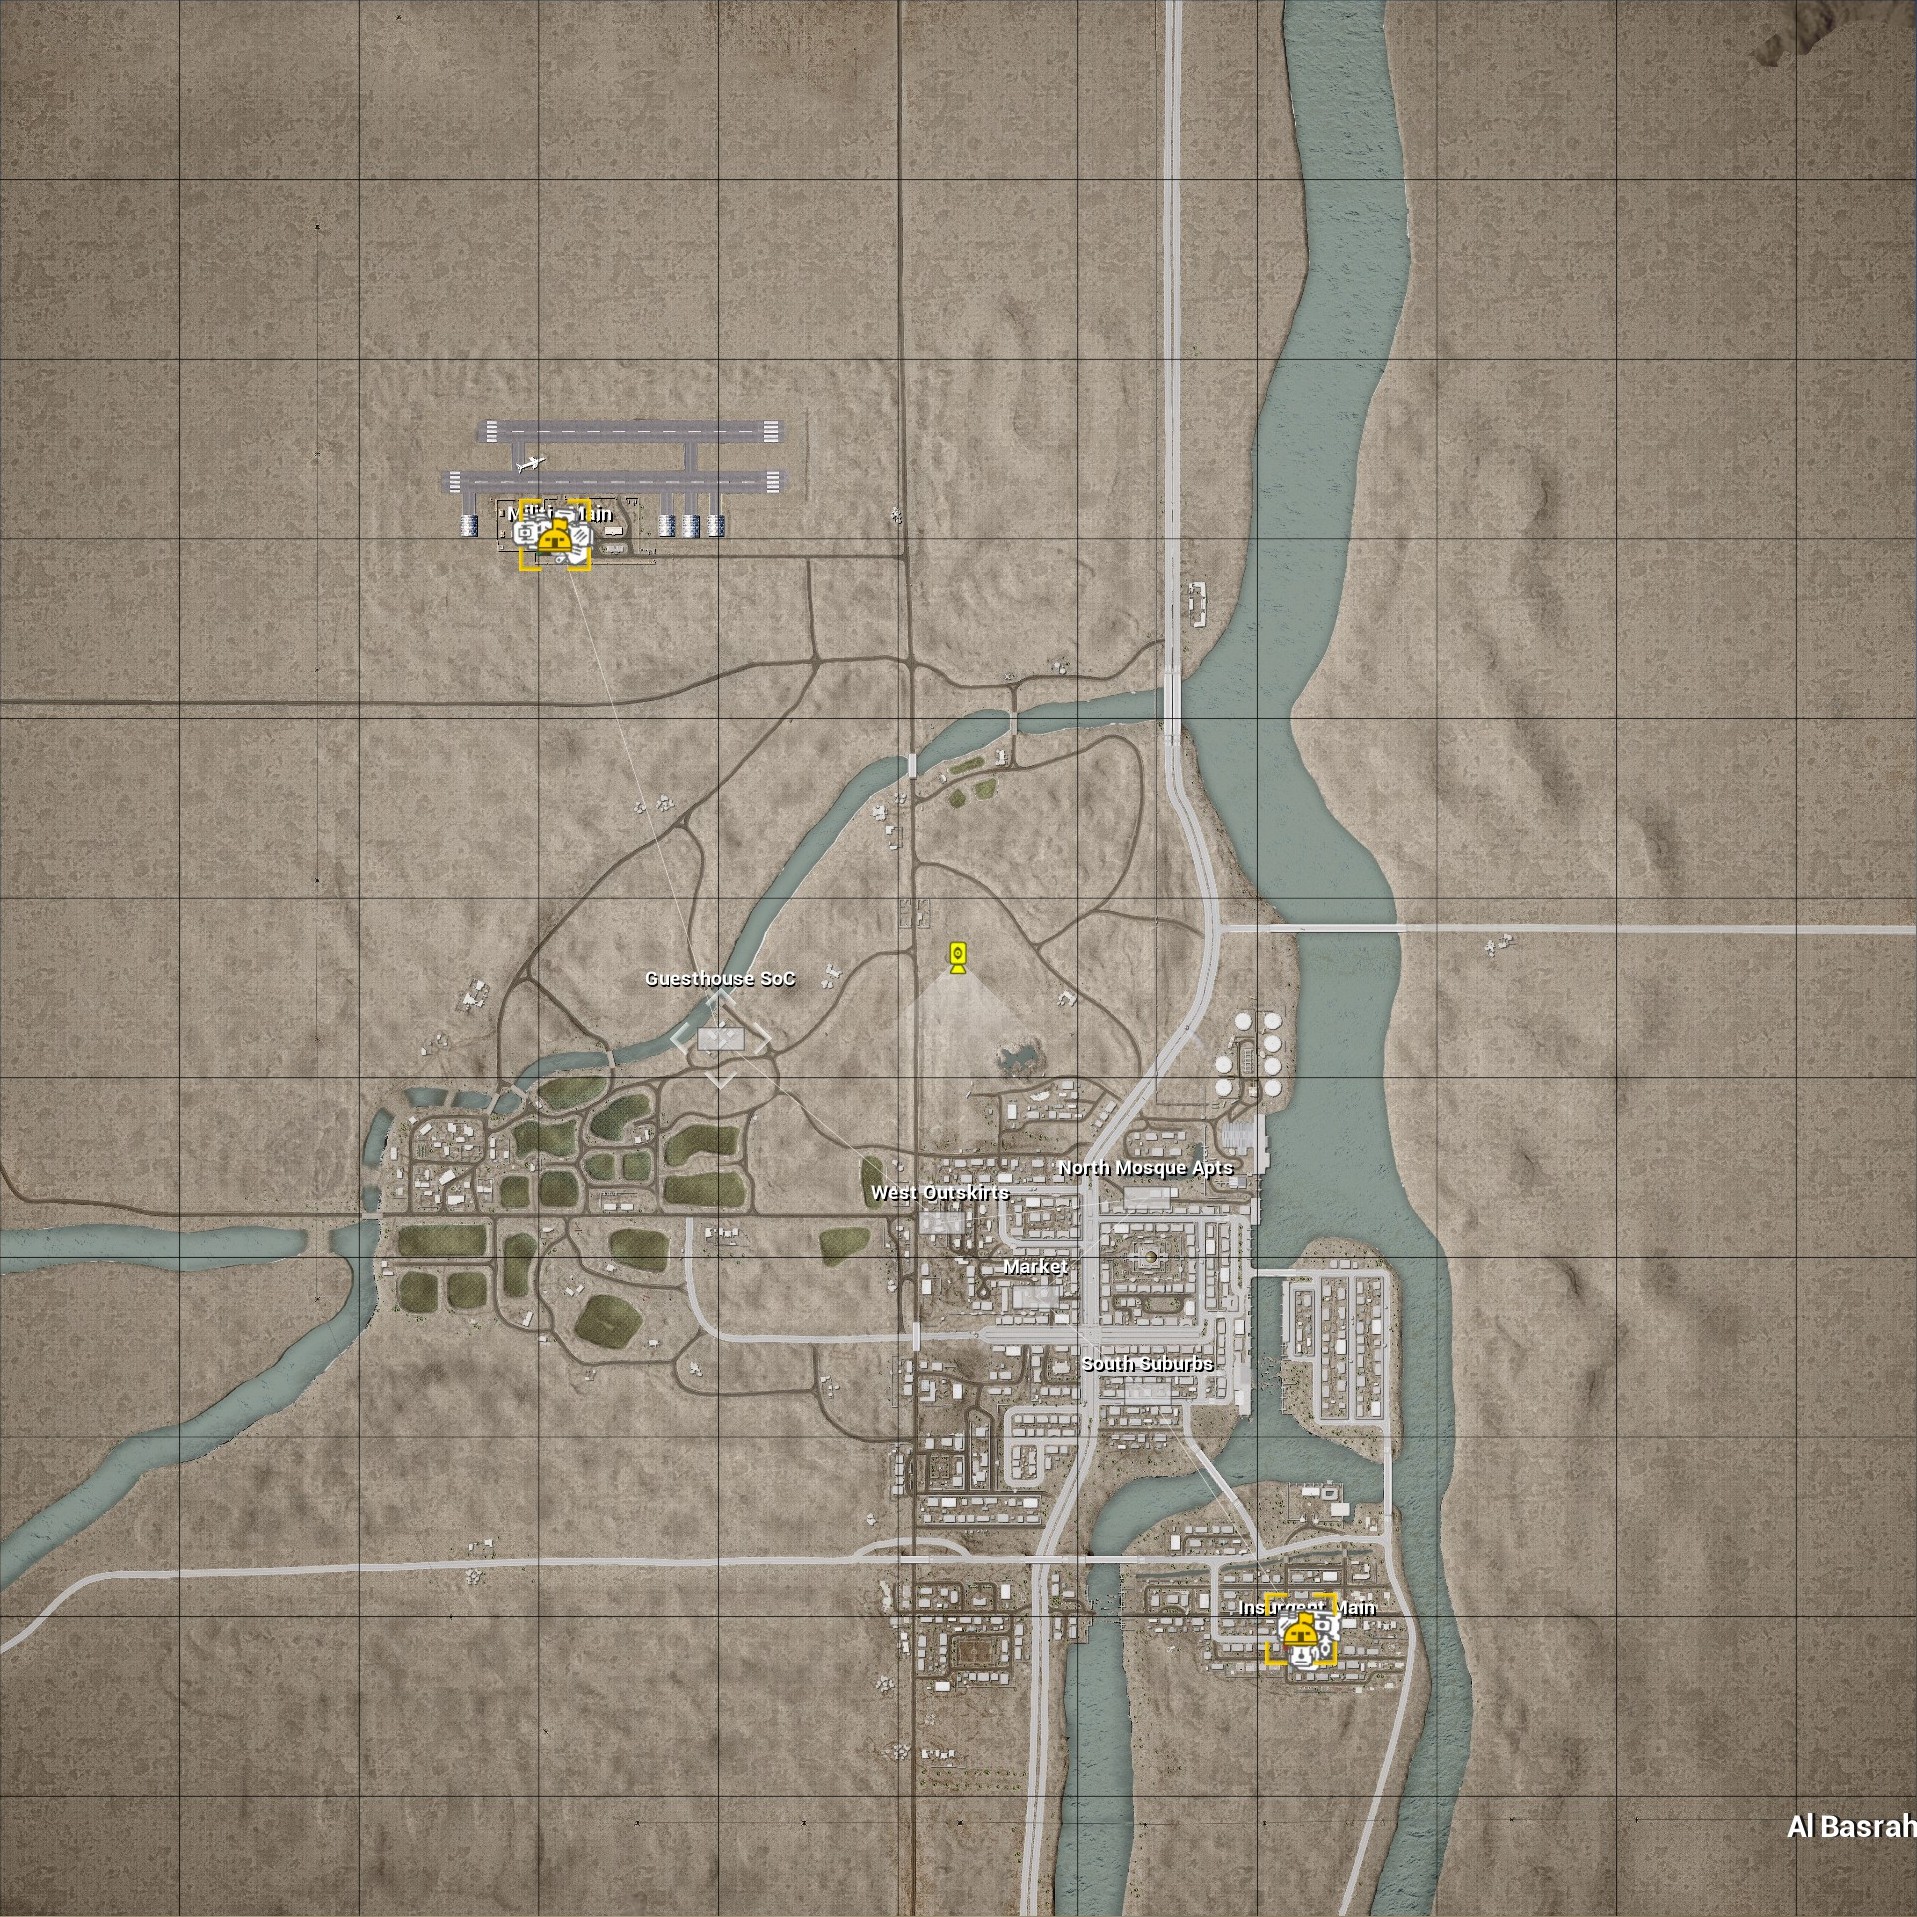 Militia Main
Guesthouse SoC
North Mosque Apts
West Outskirts
Market
South Suburbs
Insurgent Main
Al Basrah